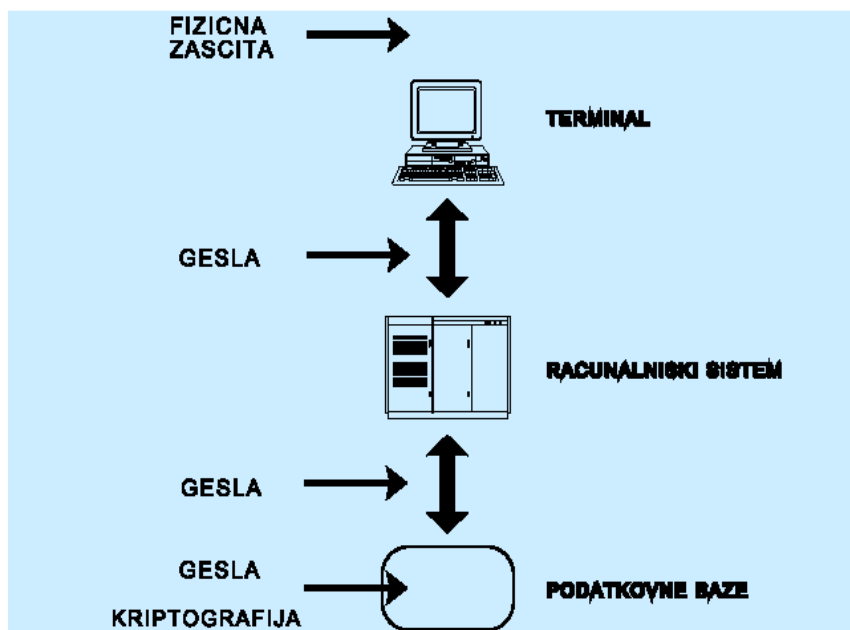 FIZICNA
ZASCITA
TERMINAL
GESLA
RACUNALNISKI SISTEM
GESLA
GESLA
PODATKOVNE BAZE
KRIPTOGRAFIJA